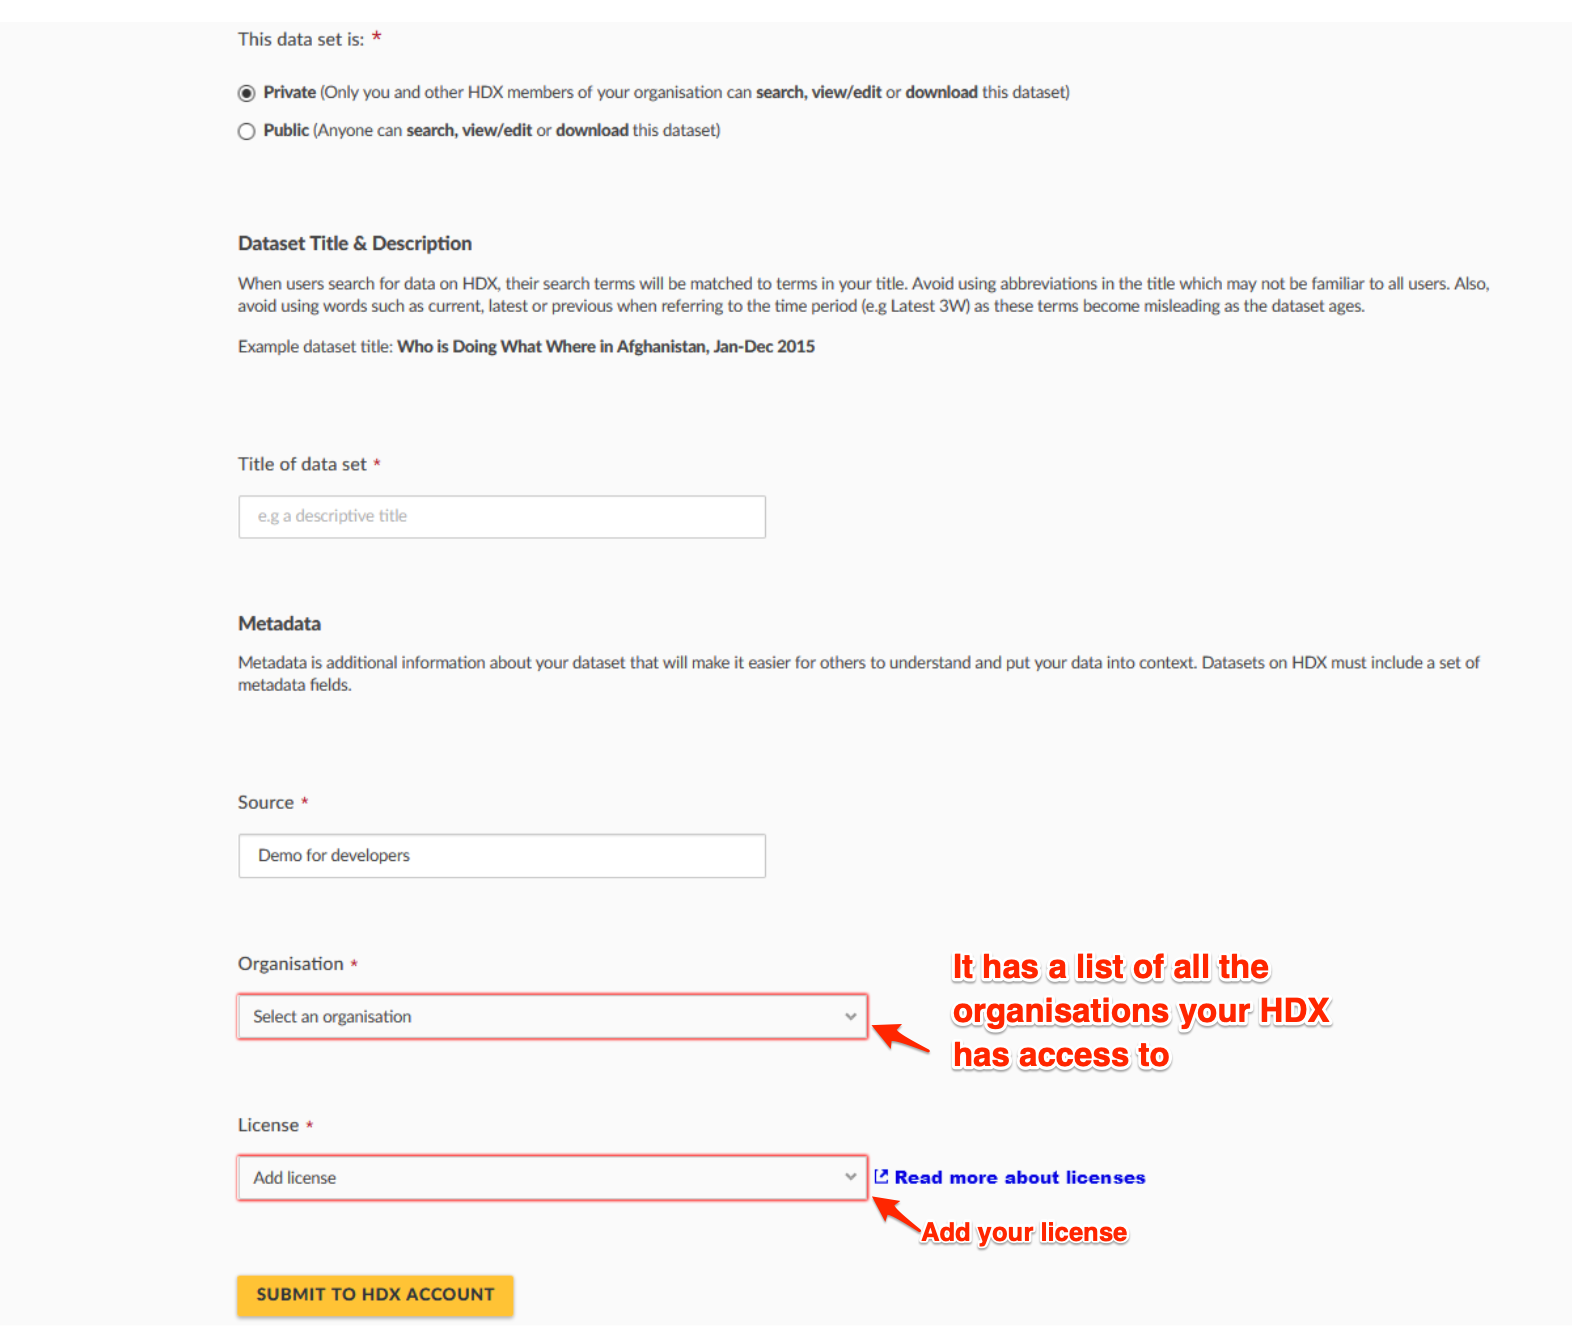 This data set is: *
Private (Only you and other HDX members of your organisation can search, view/edit or download this dataset)
Public (Anyone can search, view/edit or download this dataset)
Dataset Title & Description
When users search for data on HDX, their search terms will be matched to terms in your title. Avoid using abbreviations in the title which may not be familiar to all users. Also,
avoid using words such as current, latest or previous when referring to the time period (e.g Latest 3W) as these terms become misleading as the dataset ages.
Example dataset title: Who is Doing What Where in Afghanistan, Jan-Dec 2015
Title of data set *
e.g a descriptive title
Metadata
Metadata is additional information about your dataset that will make it easier for others to understand and put your data into context. Datasets on HDX must include a set of
metadata fields.
Source *
Demo for developers
Organisation *
Select an organisation
It has a list of all the
organisations your HDX
has access to
License *
Add license
Read more about licenses
Add your license
SUBMIT TO HDX ACCOUNT